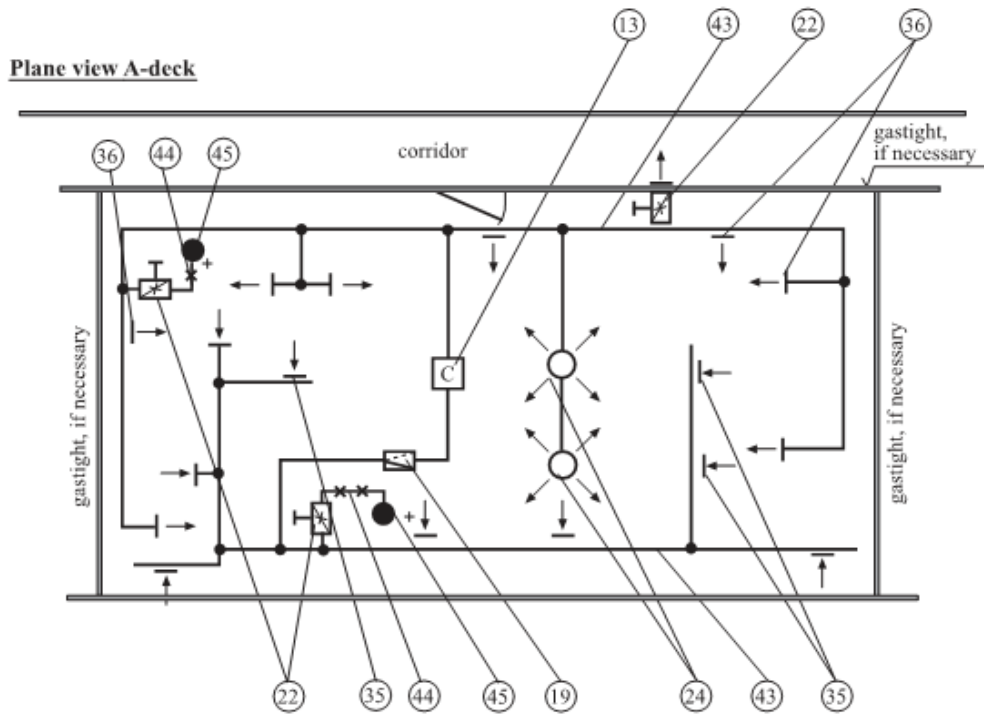 13 43 22 36
Plane view A-deck
36 44 45
corridor
gastight,
if necessary
+
gastight, if necessary
C
gastight, if necessary
+
22 35 44 45 19 24 43 35